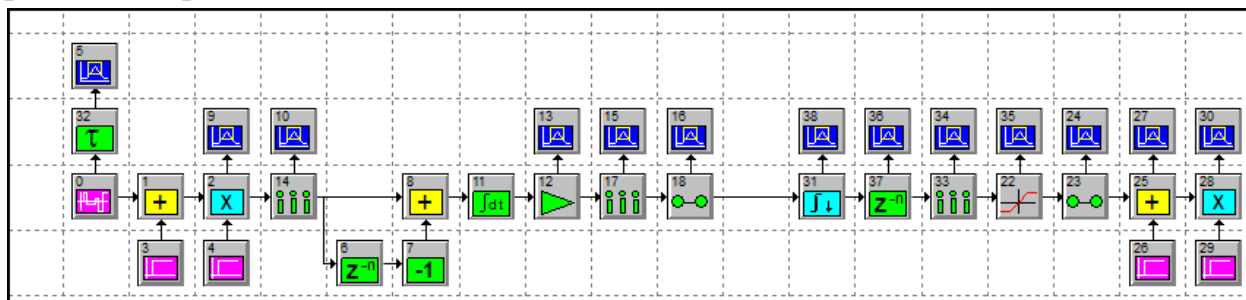 5
32 9 10 13 15 16 38 36 34 35 24 27 30
τ
0 1 2 14 8 11 12 17 18 31 37 33 22 23 25 28
+ X + ∫dt ∫↓ z⁻ⁿ + X
3 4 6 7 26 29
z⁻ⁿ -1